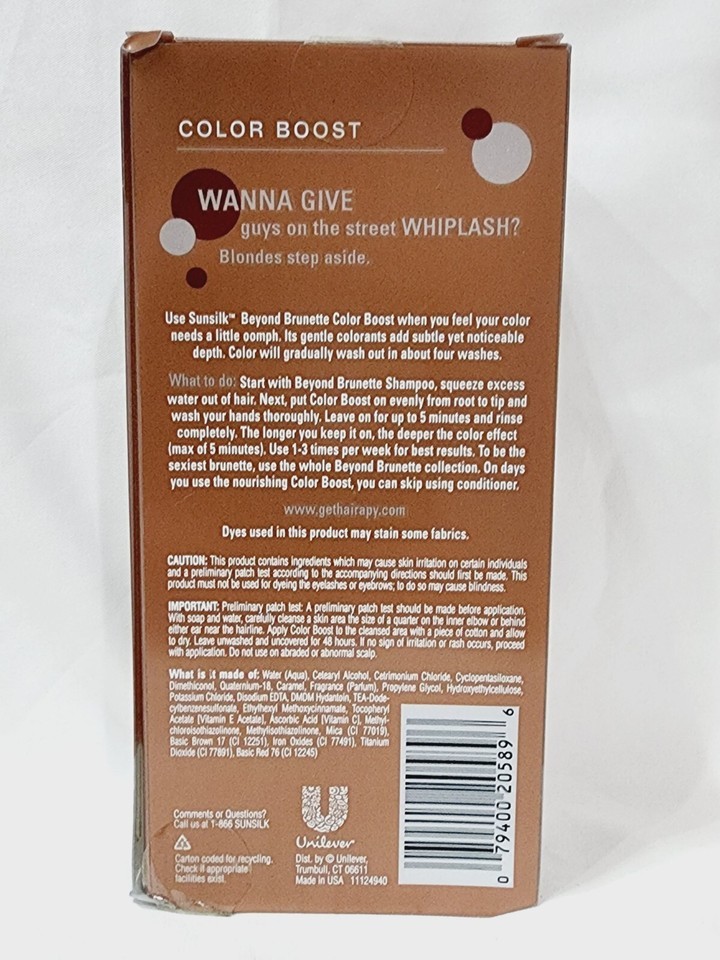 COLOR BOOST
WANNA GIVE
guys on the street WHIPLASH?
Blondes step aside.
Use Sunsilk™ Beyond Brunette Color Boost when you feel your color
needs a little oomph. Its gentle colorants add subtle yet noticeable
depth. Color will gradually wash out in about four washes.
What to do: Start with Beyond Brunette Shampoo, squeeze excess
water out of hair. Next, put Color Boost on evenly from root to tip and
wash your hands thoroughly. Leave on for up to 5 minutes and rinse
completely. The longer you keep it on, the deeper the color effect
(max of 5 minutes). Use 1-3 times per week for best results. To be the
sexiest brunette, use the whole Beyond Brunette collection. On days
you use the nourishing Color Boost, you can skip using conditioner.
www.gethairapy.com
Dyes used in this product may stain some fabrics.
CAUTION: This product contains ingredients which may cause skin irritation on certain individuals
and a preliminary patch test according to the accompanying directions should first be made. This
product must not be used for dyeing the eyelashes or eyebrows; to do so may cause blindness.
IMPORTANT: Preliminary patch test: A preliminary patch test should be made before application.
With soap and water, carefully cleanse a skin area the size of a quarter on the inner elbow or behind
either ear near the hairline. Apply Color Boost to the cleansed area with a piece of cotton and allow
to dry. Leave unwashed and uncovered for 48 hours. If no sign of irritation or rash occurs, proceed
with application. Do not use on abraded or abnormal scalp.
What is it made of: Water (Aqua), Cetearyl Alcohol, Cetrimonium Chloride, Cyclopentasiloxane,
Dimethiconol, Quaternium-18, Caramel, Fragrance (Parfum), Propylene Glycol, Hydroxyethylcellulose,
Potassium Chloride, Disodium EDTA, DMDM Hydantoin, TEA-Dode-
cylbenzenesulfonate, Ethylhexyl Methoxycinnamate, Tocopheryl
Acetate [Vitamin E Acetate], Ascorbic Acid [Vitamin C], Methyl-
chloroisothiazolinone, Methylisothiazolinone, Mica (CI 77019),
Basic Brown 17 (CI 12251), Iron Oxides (CI 77491), Titanium
Dioxide (CI 77891), Basic Red 76 (CI 12245)
Comments or Questions?
Call us at 1-866 SUNSILK
Carton coded for recycling.
Check if appropriate
facilities exist.
Unilever
Dist. by © Unilever,
Trumbull, CT 06611
Made in USA 11124940
0 79400 20589 6